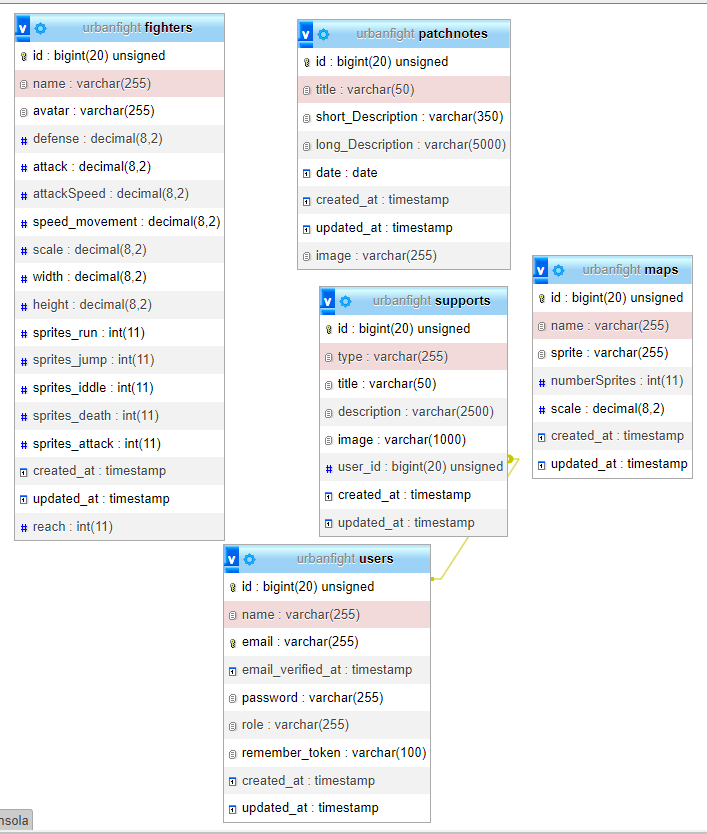 urbanfight fighters
id : bigint(20) unsigned
name : varchar(255)
avatar : varchar(255)
defense : decimal(8,2)
attack : decimal(8,2)
attackSpeed : decimal(8,2)
speed_movement : decimal(8,2)
scale : decimal(8,2)
width : decimal(8,2)
height : decimal(8,2)
sprites_run : int(11)
sprites_jump : int(11)
sprites_iddle : int(11)
sprites_death : int(11)
sprites_attack : int(11)
created_at : timestamp
updated_at : timestamp
reach : int(11)
urbanfight patchnotes
id : bigint(20) unsigned
title : varchar(50)
short_Description : varchar(350)
long_Description : varchar(5000)
date : date
created_at : timestamp
updated_at : timestamp
image : varchar(255)
urbanfight supports
id : bigint(20) unsigned
type : varchar(255)
title : varchar(50)
description : varchar(2500)
image : varchar(1000)
user_id : bigint(20) unsigned
created_at : timestamp
updated_at : timestamp
urbanfight maps
id : bigint(20) unsigned
name : varchar(255)
sprite : varchar(255)
numberSprites : int(11)
scale : decimal(8,2)
created_at : timestamp
updated_at : timestamp
urbanfight users
id : bigint(20) unsigned
name : varchar(255)
email : varchar(255)
email_verified_at : timestamp
password : varchar(255)
role : varchar(255)
remember_token : varchar(100)
created_at : timestamp
updated_at : timestamp
nsola